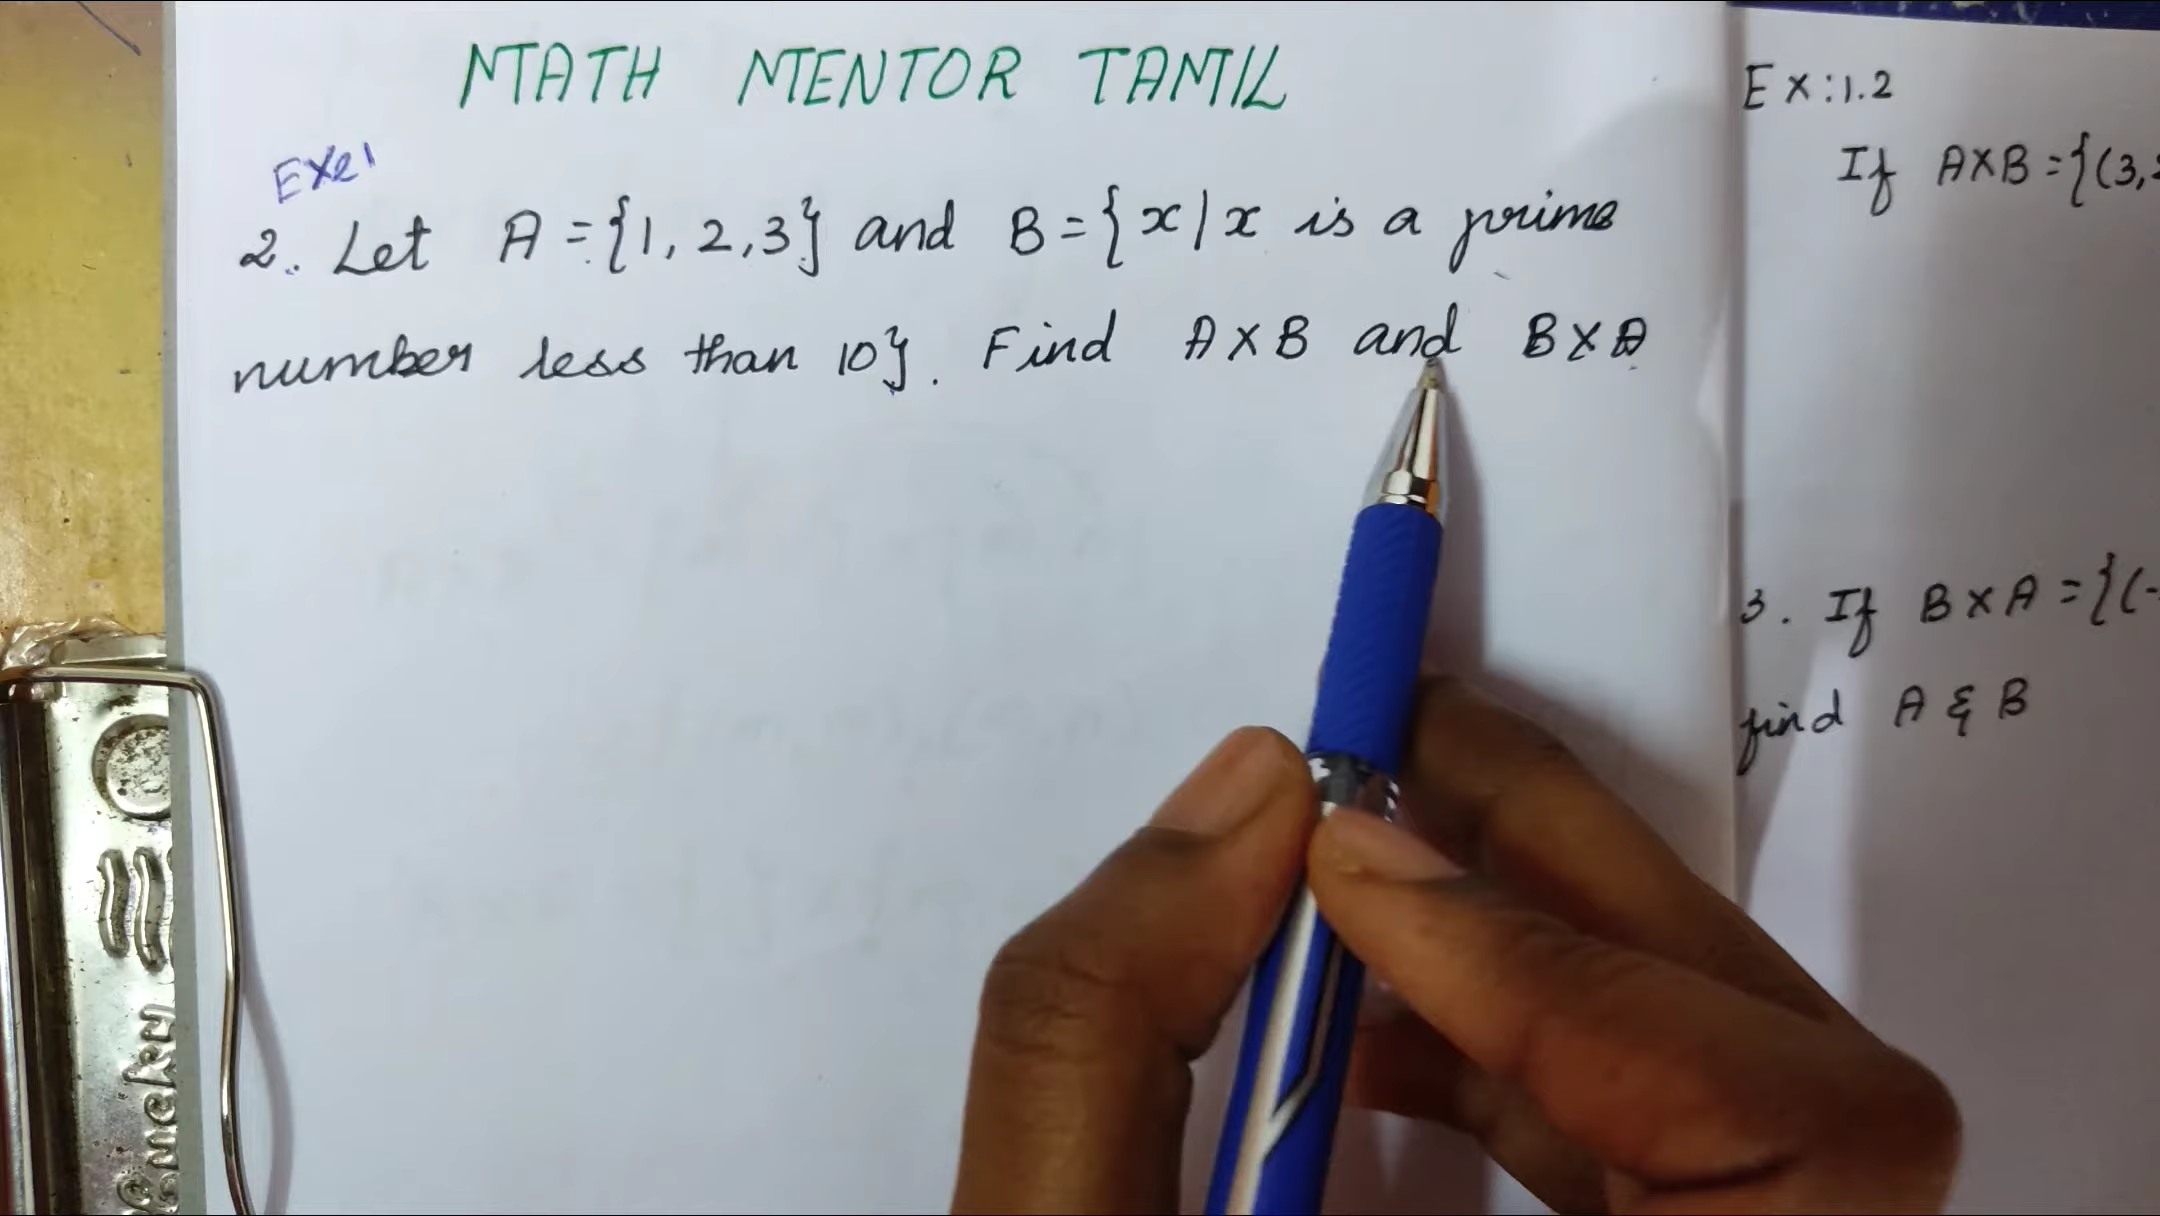 MATH MENTOR TAMIL
Ex21
2. Let A = {1, 2, 3} and B = {x/x is a prime
number less than 10}. Find A×B and B×A
Ex:1.2
If A×B = {(3,
3. If B×A = {(-
find A & B